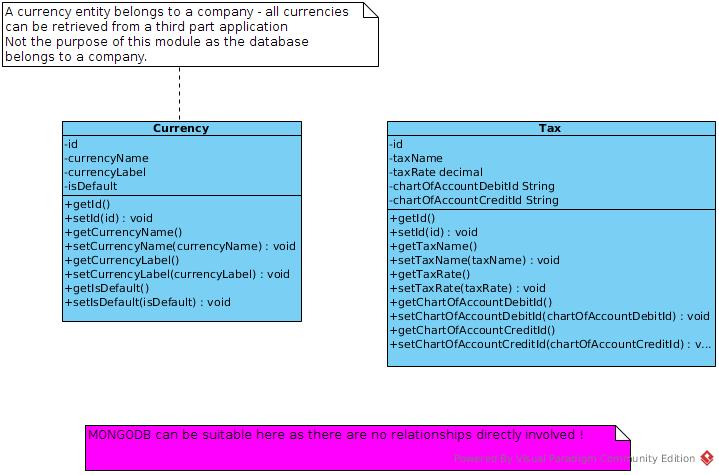 A currency entity belongs to a company - all currencies
can be retrieved from a third part application
Not the purpose of this module as the database
belongs to a company.
Currency
-id
-currencyName
-currencyLabel
-isDefault
+getId()
+setId(id) : void
+getCurrencyName()
+setCurrencyName(currencyName) : void
+getCurrencyLabel()
+setCurrencyLabel(currencyLabel) : void
+getIsDefault()
+setIsDefault(isDefault) : void
Tax
-id
-taxName
-taxRate decimal
-chartOfAccountDebitId String
-chartOfAccountCreditId String
+getId()
+setId(id) : void
+getTaxName()
+setTaxName(taxName) : void
+getTaxRate()
+setTaxRate(taxRate) : void
+getChartOfAccountDebitId()
+setChartOfAccountDebitId(chartOfAccountDebitId) : void
+getChartOfAccountCreditId()
+setChartOfAccountCreditId(chartOfAccountCreditId) : v...
MONGODB can be suitable here as there are no relationships directly involved !
Powered By Visual Paradigm Community Edition